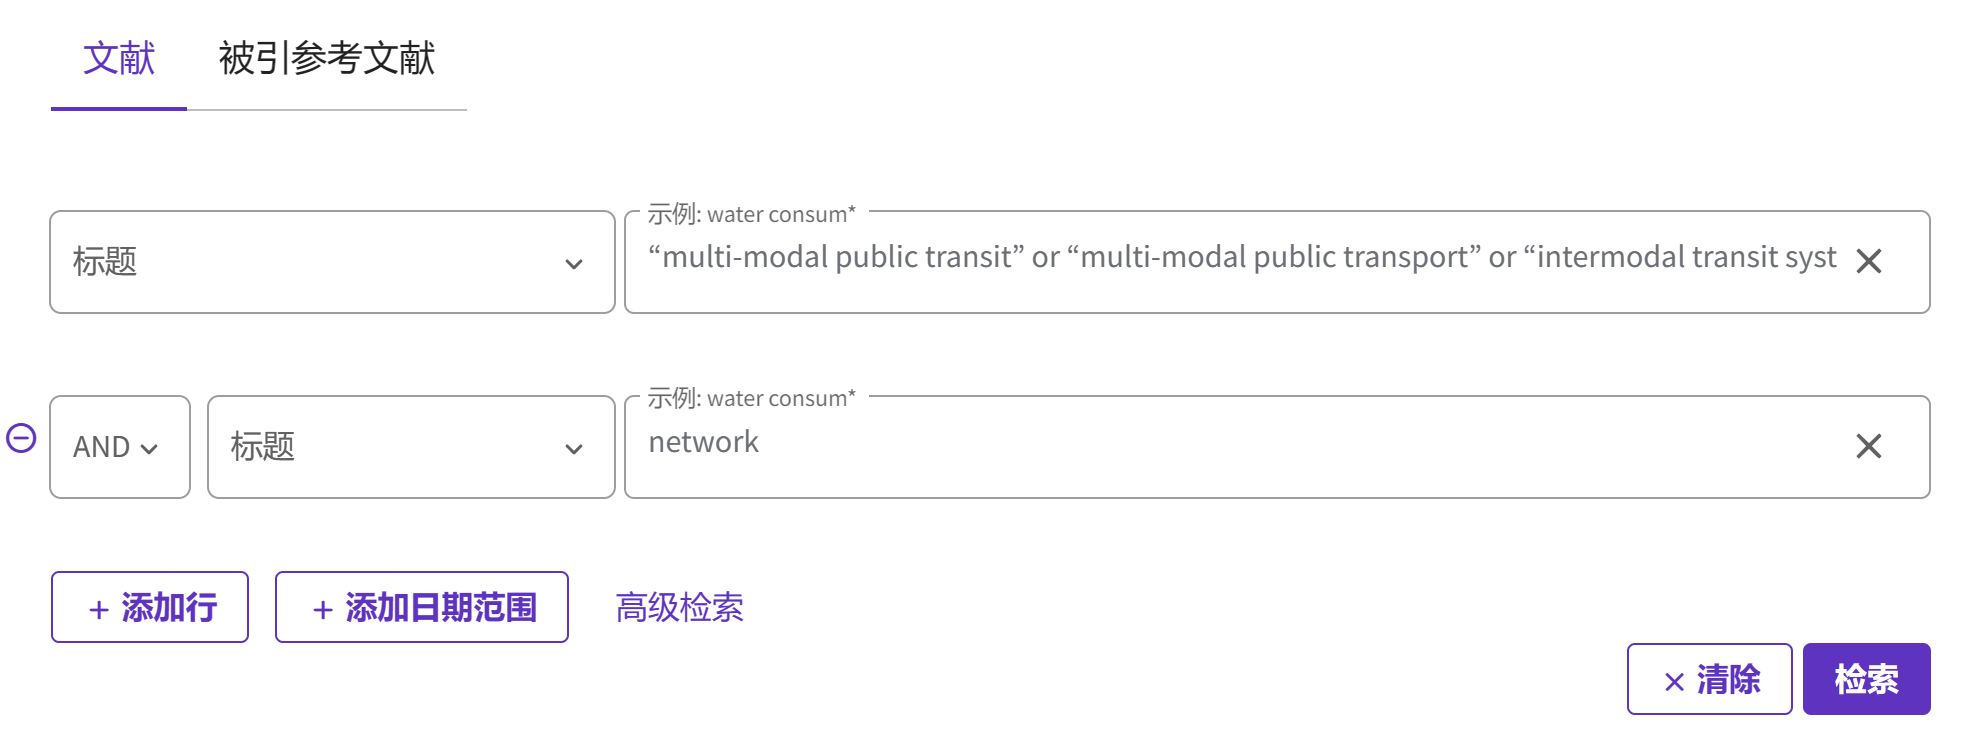 文献 被引参考文献
示例: water consum*
标题 “multi-modal public transit” or “multi-modal public transport” or “intermodal transit syst
示例: water consum*
AND 标题 network
+ 添加行 + 添加日期范围 高级检索
× 清除 检索